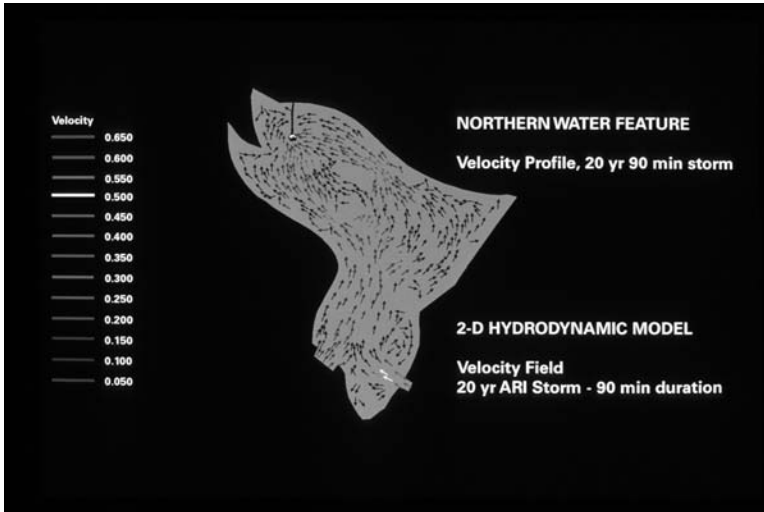 Velocity
0.650
0.600
0.550
0.500
0.450
0.400
0.350
0.300
0.250
0.200
0.150
0.100
0.050
NORTHERN WATER FEATURE
Velocity Profile, 20 yr 90 min storm
2-D HYDRODYNAMIC MODEL
Velocity Field
20 yr ARI Storm - 90 min duration